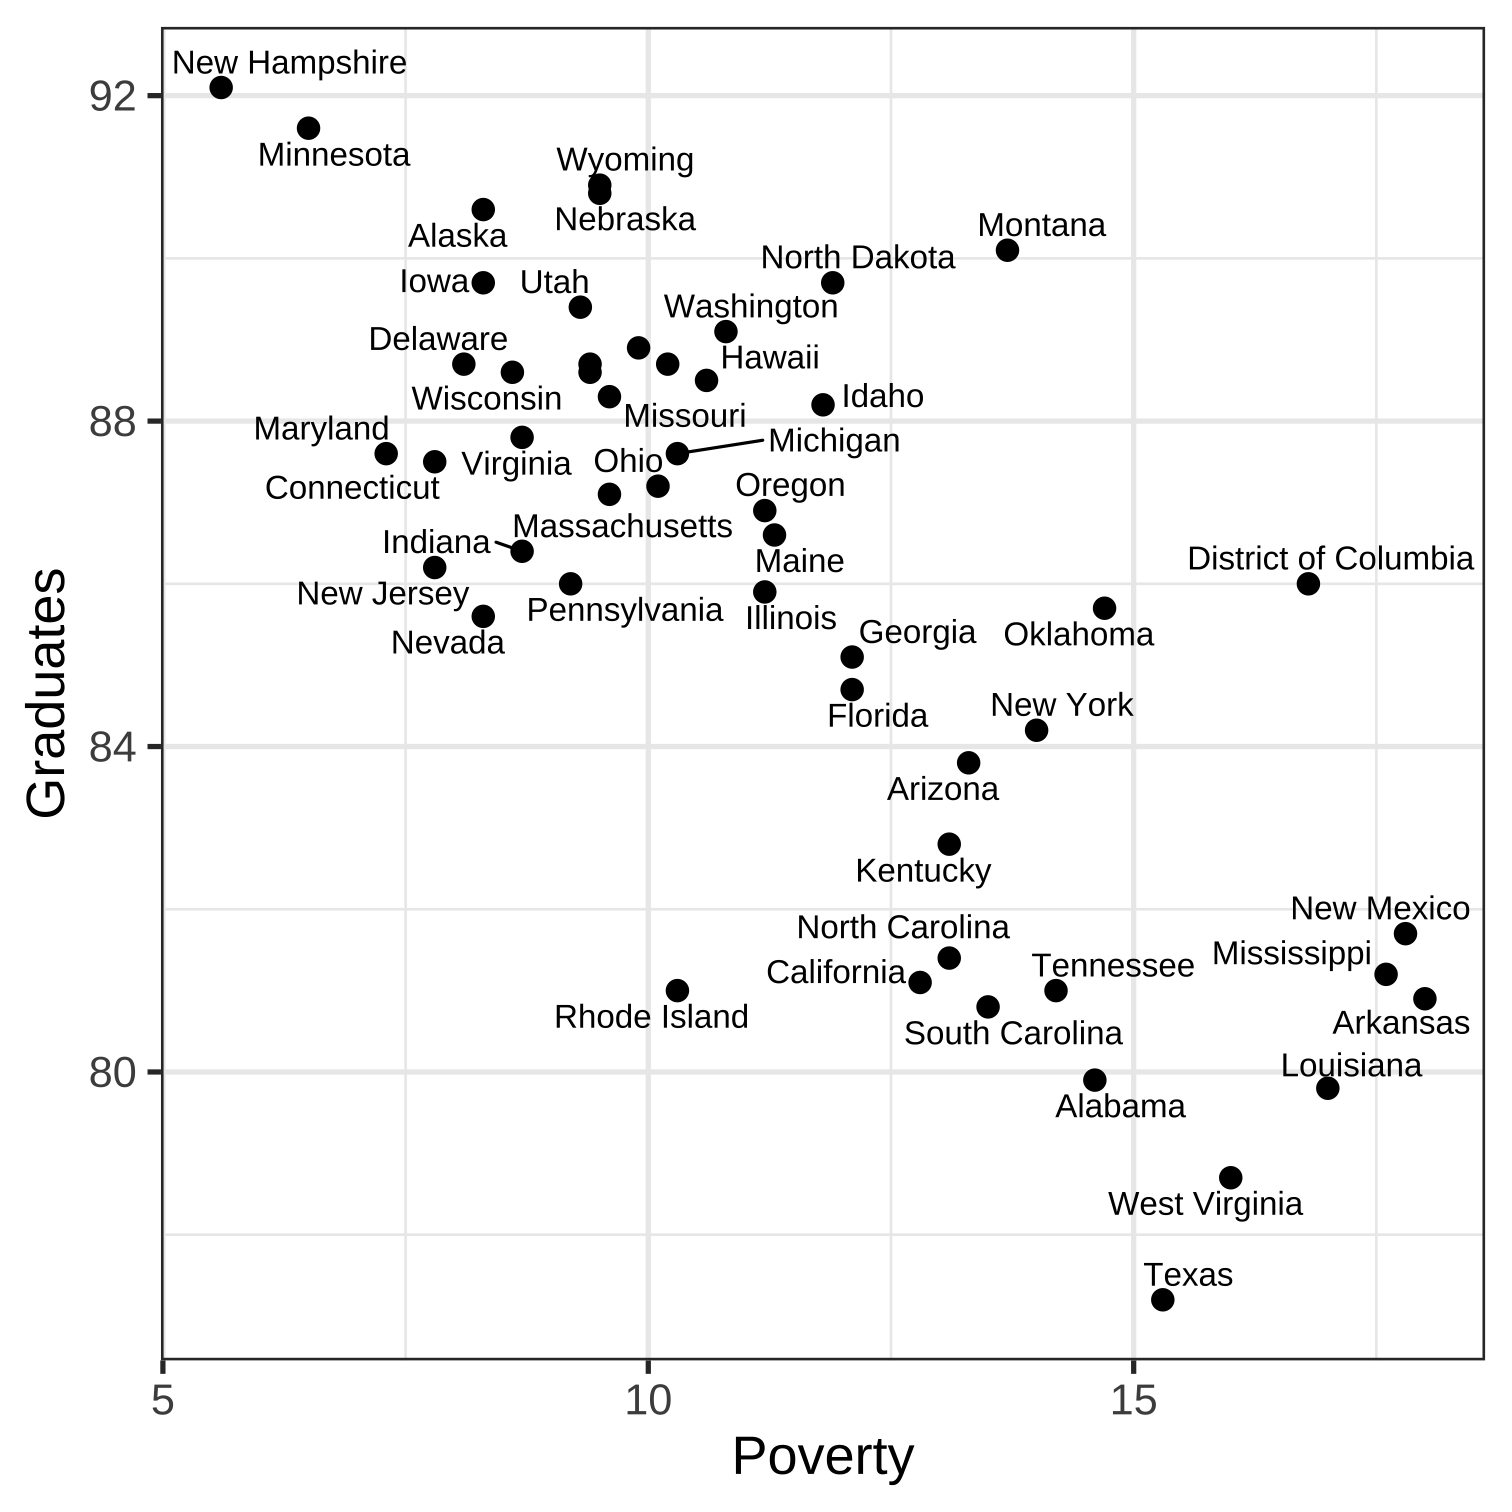 New Hampshire
92
Minnesota
Wyoming
Nebraska
Alaska
Montana
North Dakota
Iowa
Utah
Washington
Delaware
Hawaii
Wisconsin
Idaho
Missouri
Maryland
Michigan
88
Virginia
Ohio
Connecticut
Oregon
Massachusetts
Indiana
Maine
District of Columbia
New Jersey
Pennsylvania
Illinois
Georgia
Oklahoma
Nevada
New York
Florida
84
Arizona
Kentucky
New Mexico
North Carolina
Mississippi
Tennessee
California
Rhode Island
South Carolina
Arkansas
80
Louisiana
Alabama
West Virginia
Texas
Graduates
5
10
15
Poverty